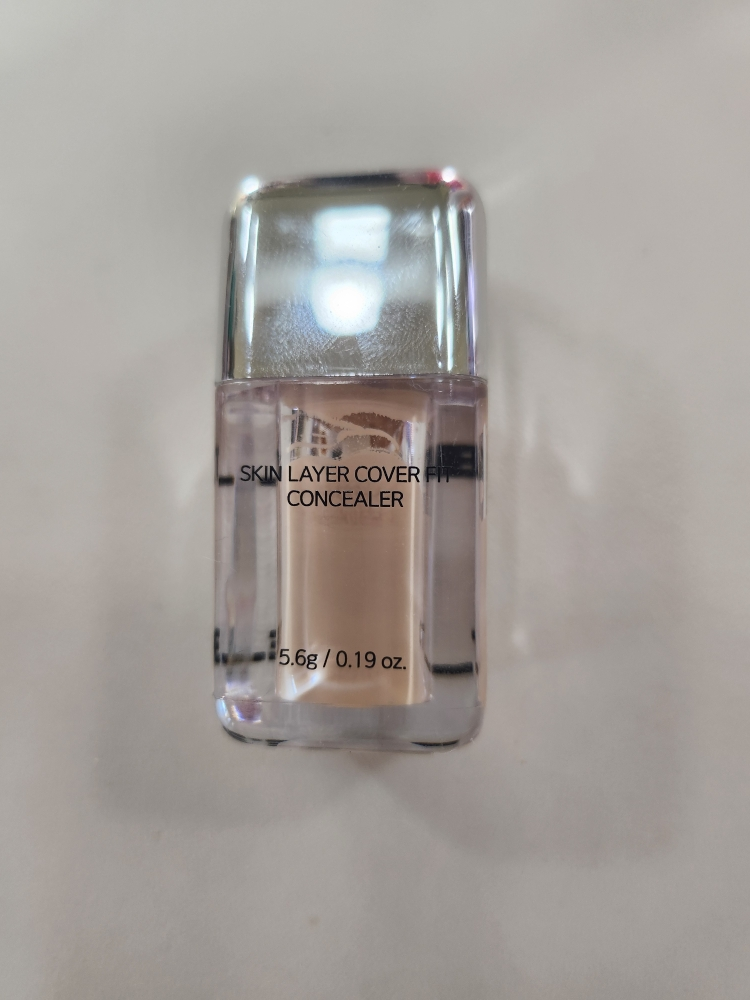 SKIN LAYER COVER FIT
CONCEALER
5.6g / 0.19 oz.